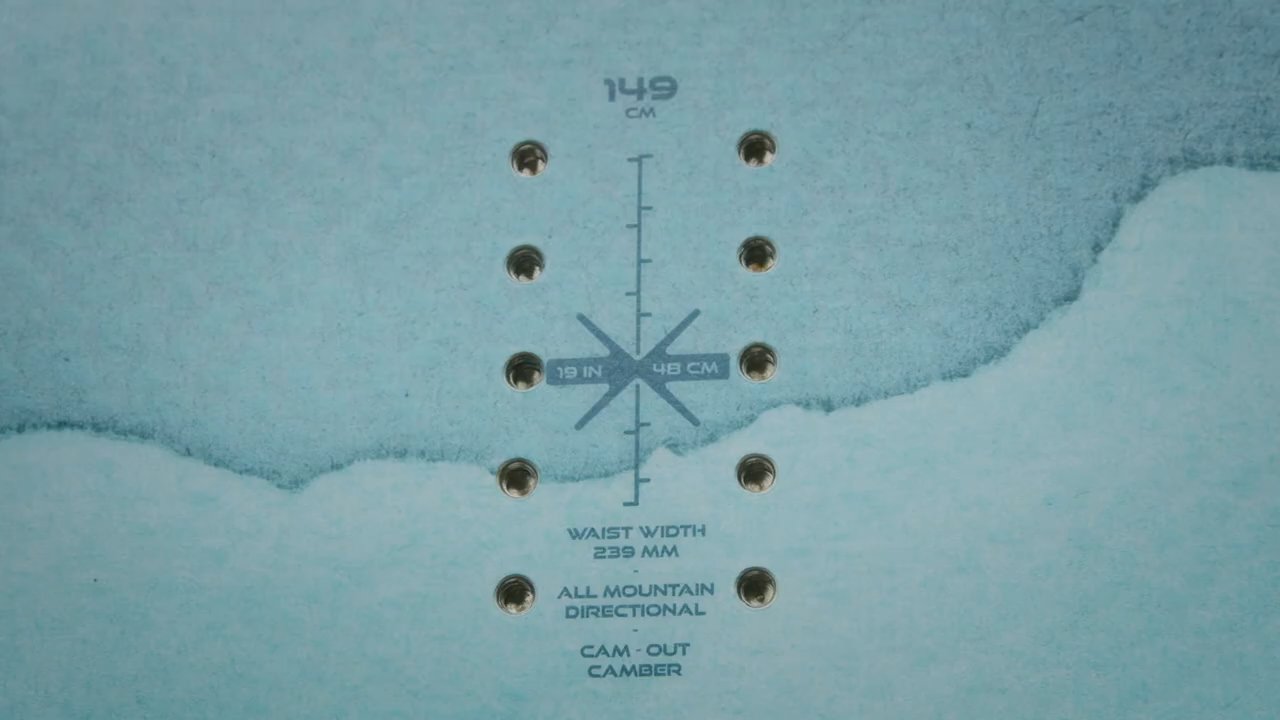 149
CM
19 IN 48 CM
WAIST WIDTH
239 MM
-
ALL MOUNTAIN
DIRECTIONAL
-
CAM - OUT
CAMBER